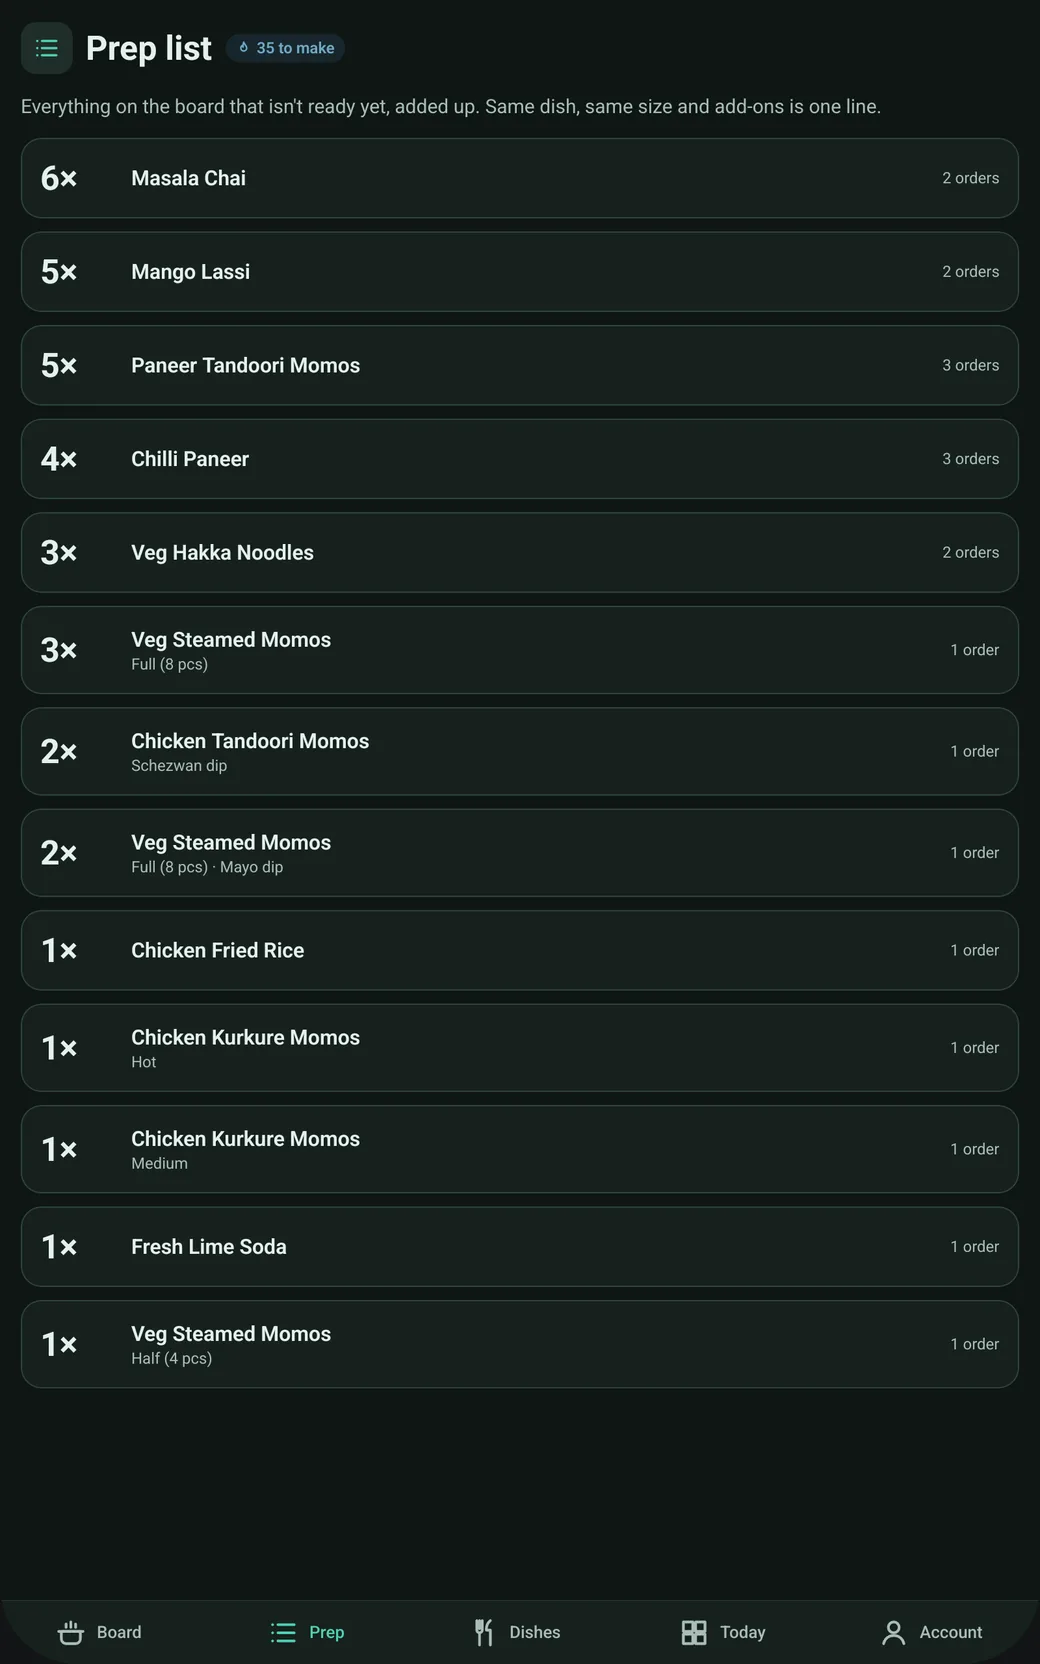 Prep list
35 to make
Everything on the board that isn't ready yet, added up. Same dish, same size and add-ons is one line.
6× Masala Chai 2 orders
5× Mango Lassi 2 orders
5× Paneer Tandoori Momos 3 orders
4× Chilli Paneer 3 orders
3× Veg Hakka Noodles 2 orders
3× Veg Steamed Momos 1 order
Full (8 pcs)
2× Chicken Tandoori Momos 1 order
Schezwan dip
2× Veg Steamed Momos 1 order
Full (8 pcs) · Mayo dip
1× Chicken Fried Rice 1 order
1× Chicken Kurkure Momos 1 order
Hot
1× Chicken Kurkure Momos 1 order
Medium
1× Fresh Lime Soda 1 order
1× Veg Steamed Momos 1 order
Half (4 pcs)
Board Prep Dishes Today Account